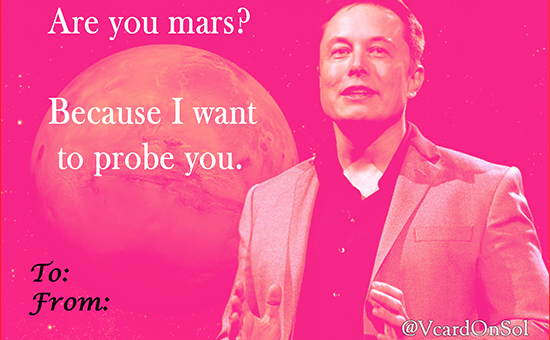 Are you mars?
Because I want
to probe you.
To:
From:
@VcardOnSol